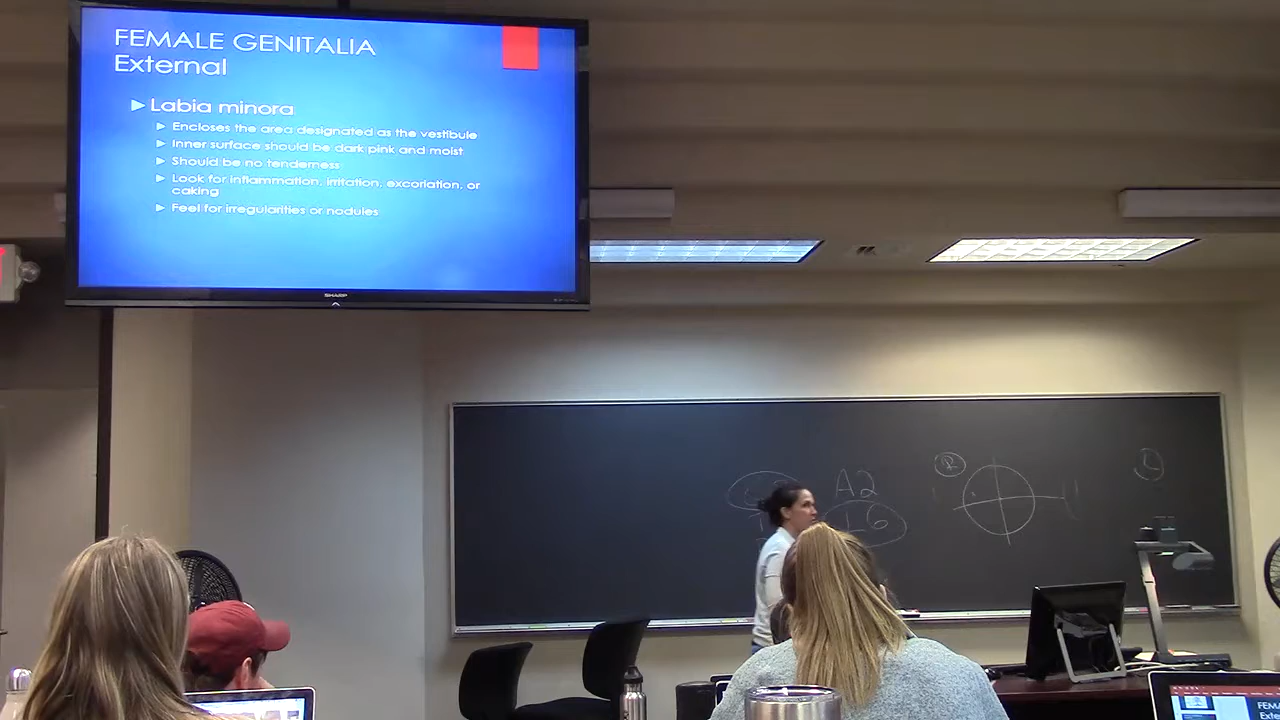 FEMALE GENITALIA
External
Labia minora
Encloses the area designated as the vestibule
Inner surface should be dark pink and moist
Should be no tenderness
Look for inflammation, irritation, excoriation, or
caking
Feel for irregularities or nodules
SHARP
A2
R
L
6